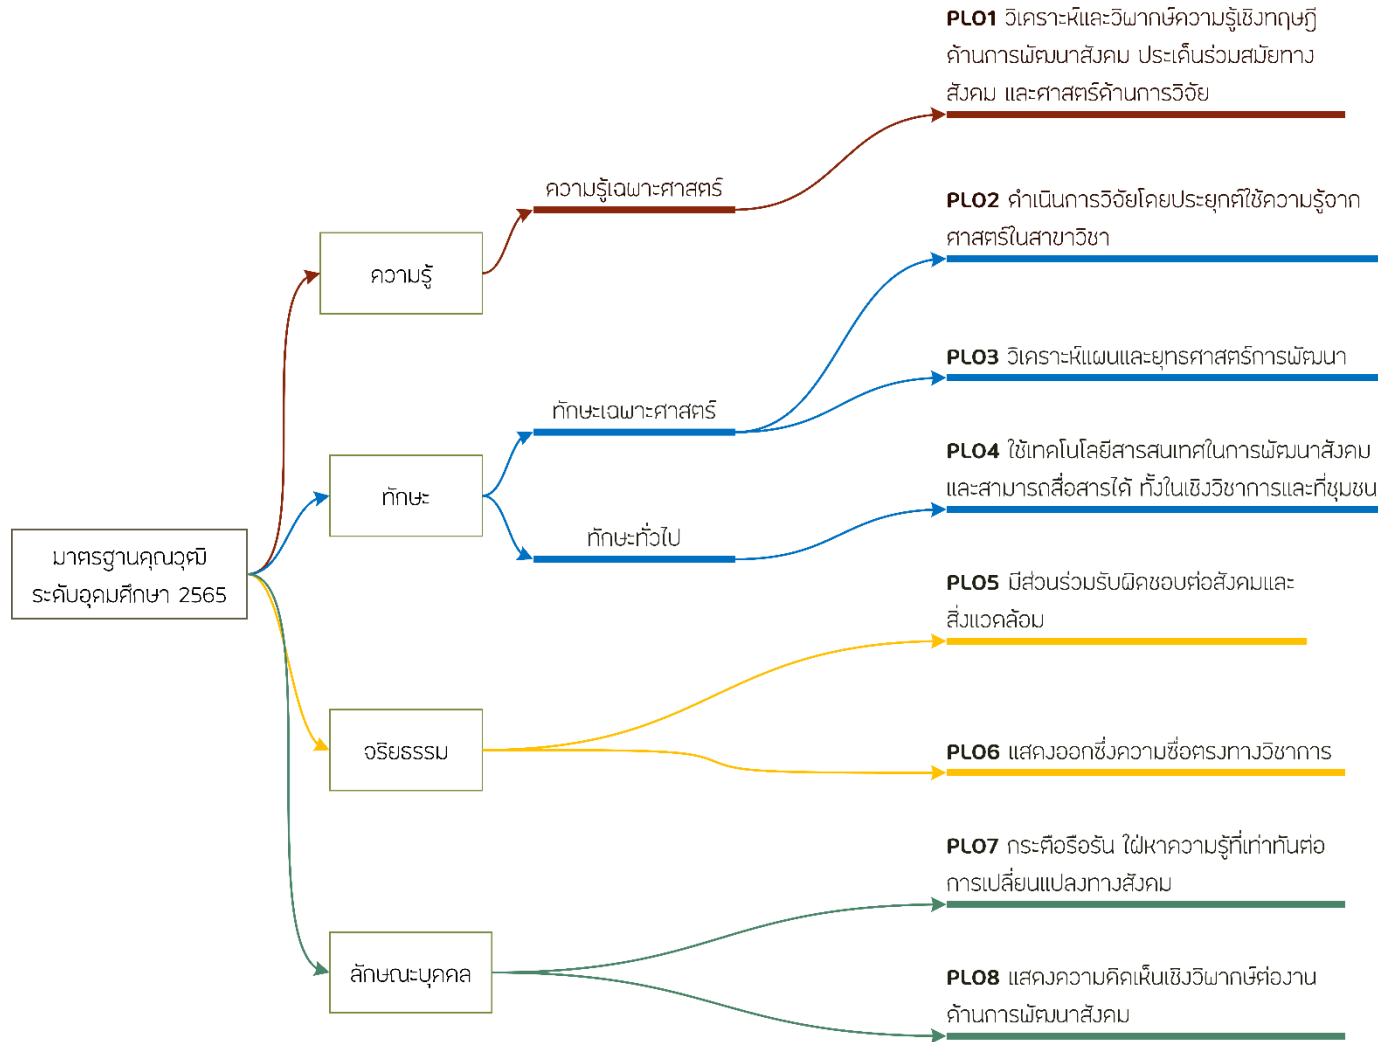 PLO1 วิเคราะห์และวิพากษ์ความรู้เชิงทฤษฎี
ด้านการพัฒนาสังคม ประเด็นร่วมสมัยทาง
สังคม และศาสตร์ด้านการวิจัย
ความรู้เฉพาะศาสตร์
PLO2 ดำเนินการวิจัยโดยประยุกต์ใช้ความรู้จาก
ศาสตร์ในสาขาวิชา
ความรู้
PLO3 วิเคราะห์แผนและยุทธศาสตร์การพัฒนา
ทักษะเฉพาะศาสตร์
PLO4 ใช้เทคโนโลยีสารสนเทศในการพัฒนาสังคม
และสามารถสื่อสารได้ ทั้งในเชิงวิชาการและที่ชุมชน
ทักษะ
ทักษะทั่วไป
มาตรฐานคุณวุฒิ
ระดับอุดมศึกษา 2565
PLO5 มีส่วนร่วมรับผิดชอบต่อสังคมและ
สิ่งแวดล้อม
จริยธรรม
PLO6 แสดงออกซึ่งความซื่อตรงทางวิชาการ
PLO7 กระตือรือร้น ใฝ่หาความรู้ที่เท่าทันต่อ
การเปลี่ยนแปลงทางสังคม
ลักษณะบุคคล
PLO8 แสดงความคิดเห็นเชิงวิพากษ์ต่องาน
ด้านการพัฒนาสังคม